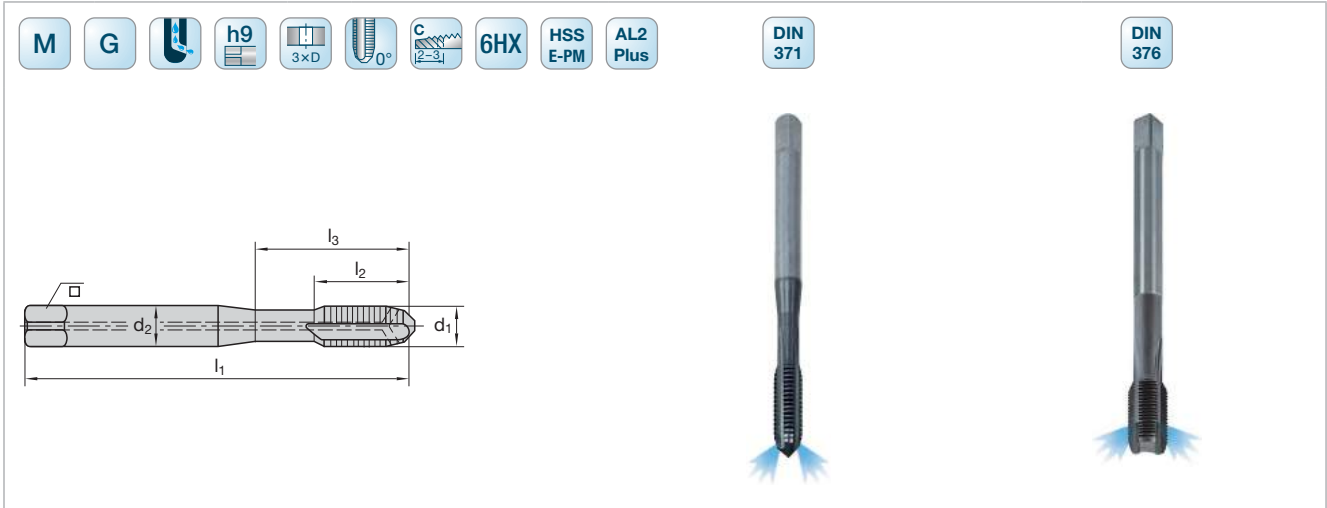 M
G
h9
3×D
0°
C
2–3
6HX
HSS
E-PM
AL2
Plus
DIN
371
DIN
376
l₃
l₂
d₂
d₁
l₁